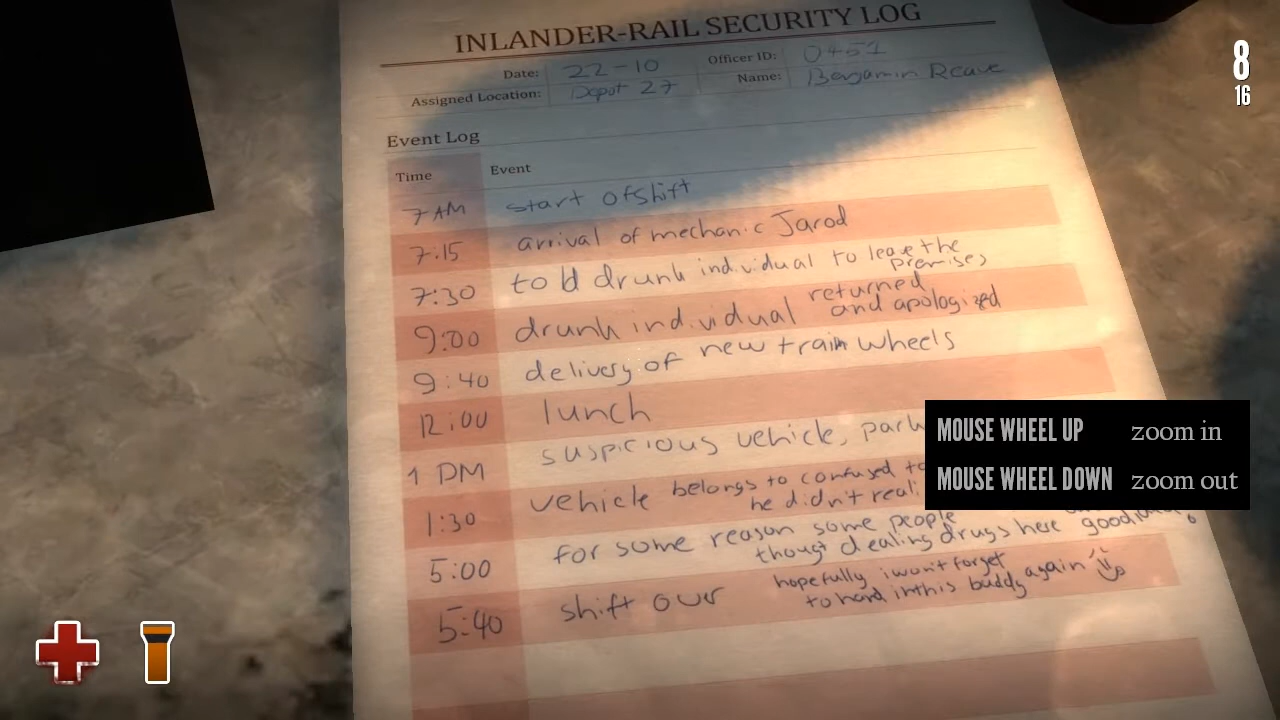 INLANDER-RAIL SECURITY LOG
Date: 22-10 Officer ID: 0451
Assigned Location: Depot 27 Name: Benjamin Reave
8
16
Event Log
Time Event
7 AM start of shift
7:15 arrival of mechanic Jarod
7:30 told drunk individual to leave the
premises
9:00 drunk individual returned
and apologized
9:40 delivery of new train wheels
12:00 lunch
1 PM suspicious vehicle, park
1:30 vehicle belongs to confused to
he didn't reali
MOUSE WHEEL UP zoom in
MOUSE WHEEL DOWN zoom out
5:00 for some reason some people
thougt dealing drugs here good
5:40 shift over hopefully i wont forget
to hand in this buddy again